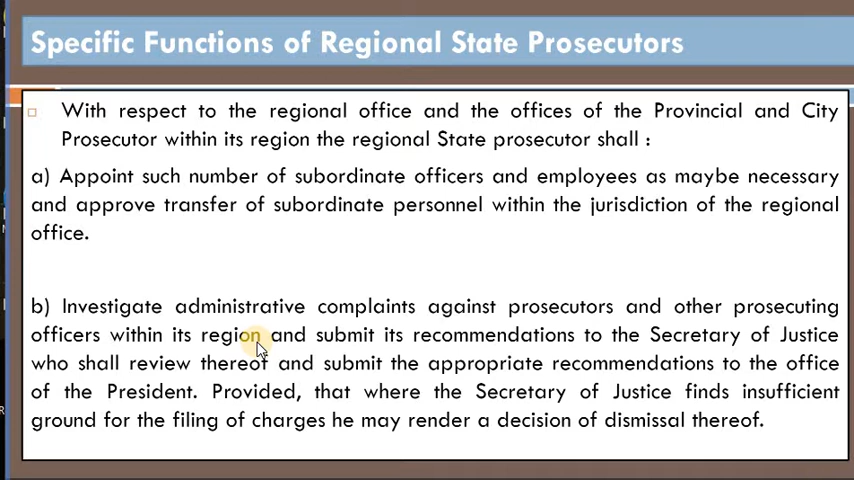 Specific Functions of Regional State Prosecutors
With respect to the regional office and the offices of the Provincial and City
Prosecutor within its region the regional State prosecutor shall :
a) Appoint such number of subordinate officers and employees as maybe necessary
and approve transfer of subordinate personnel within the jurisdiction of the regional
office.
b) Investigate administrative complaints against prosecutors and other prosecuting
officers within its region and submit its recommendations to the Secretary of Justice
who shall review thereof and submit the appropriate recommendations to the office
of the President. Provided, that where the Secretary of Justice finds insufficient
ground for the filing of charges he may render a decision of dismissal thereof.